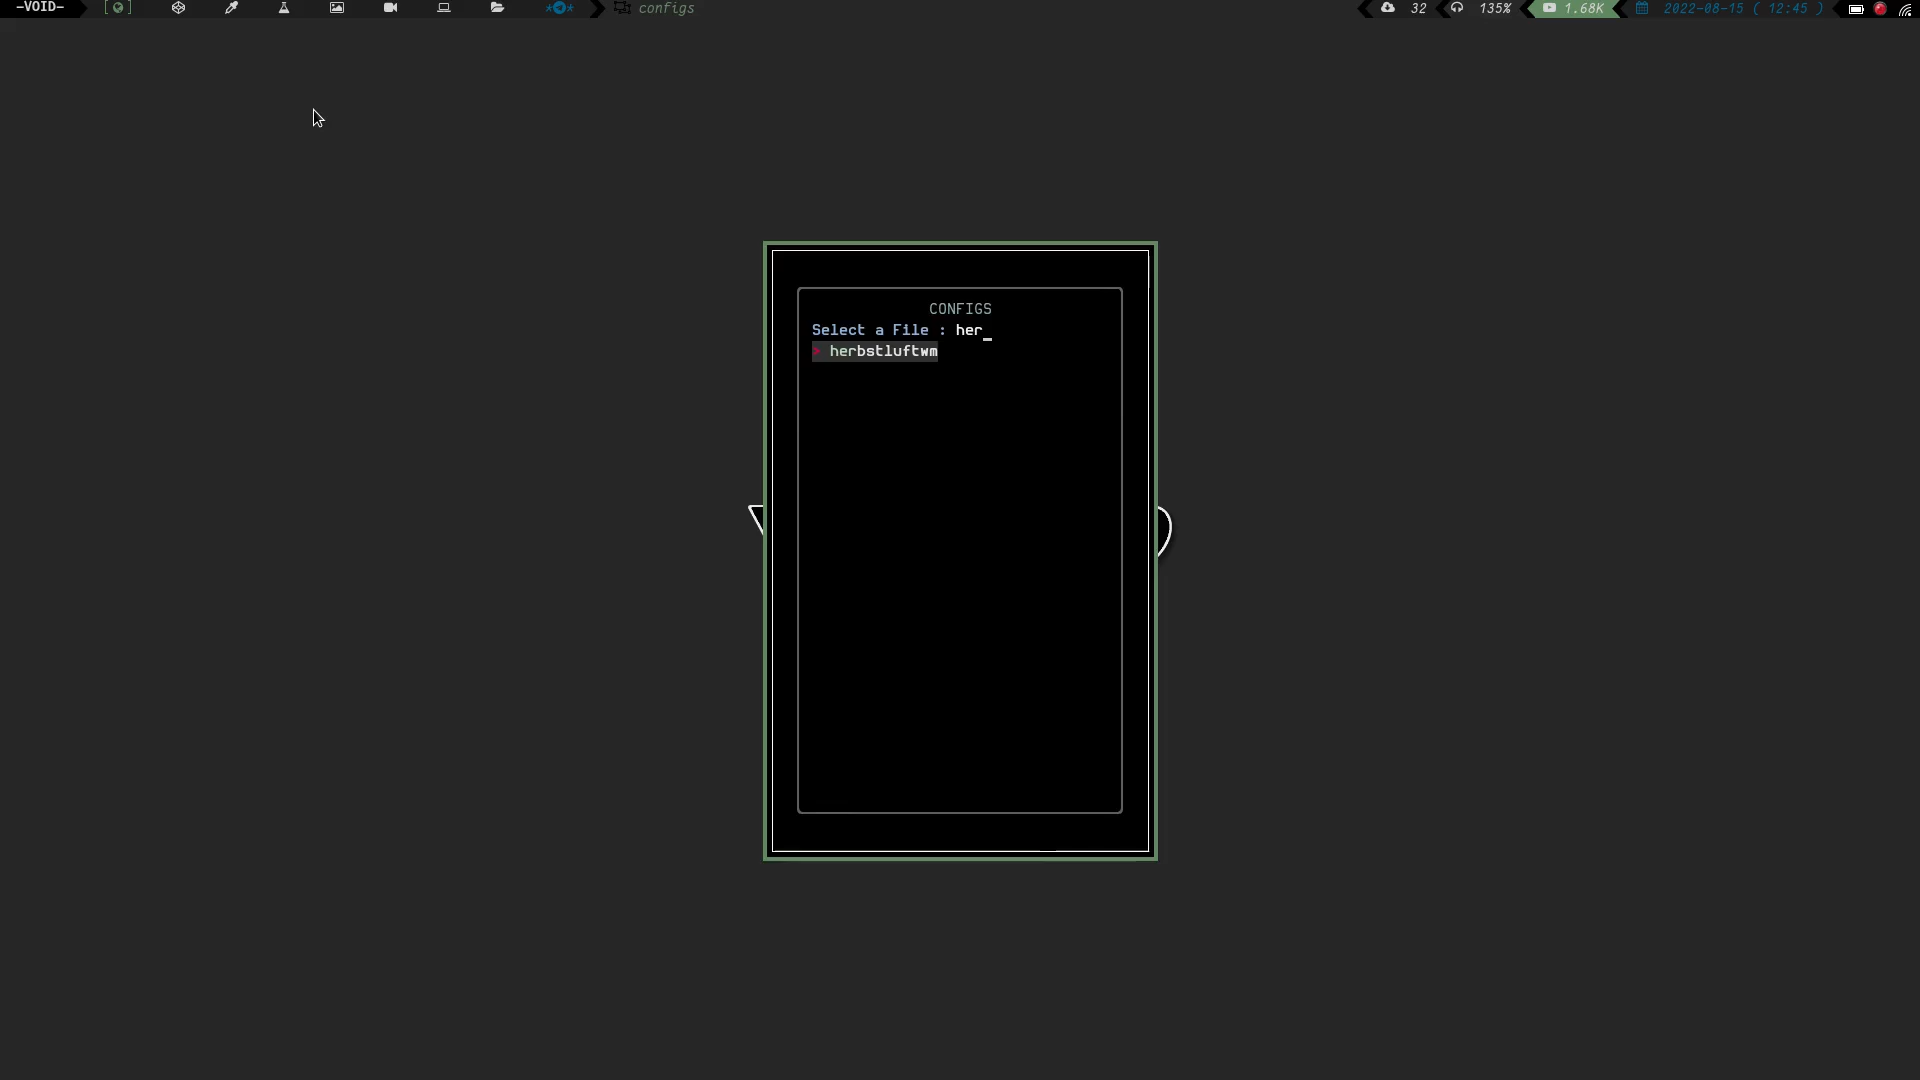 -VOID-
[ ]
* *
configs
32
135%
1.68K
2022-08-15 ( 12:45 )
CONFIGS
Select a File : her_
> herbstluftwm